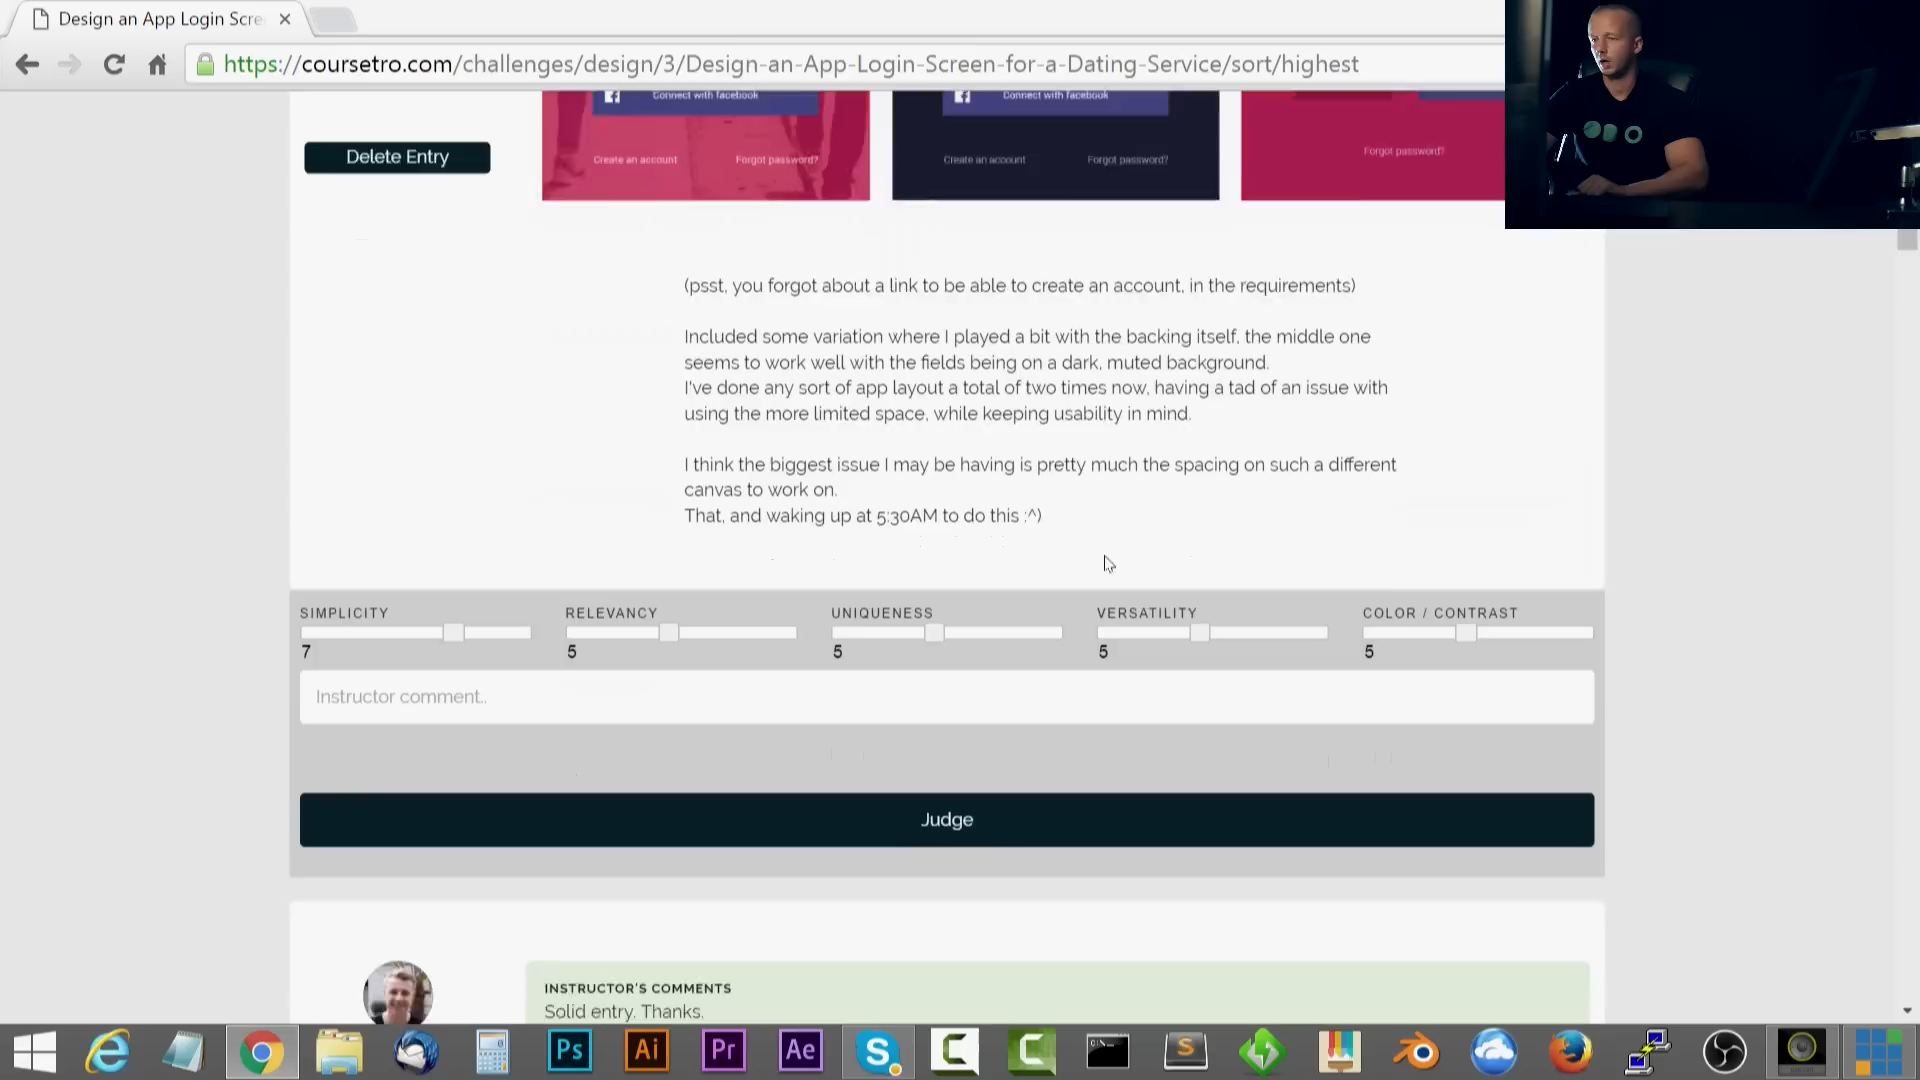 Design an App Login Scre
https://coursetro.com/challenges/design/3/Design-an-App-Login-Screen-for-a-Dating-Service/sort/highest
Connect with facebook
Connect with facebook
Delete Entry
Create an account
Forgot password?
Create an account
Forgot password?
Forgot password?
(psst, you forgot about a link to be able to create an account, in the requirements)
Included some variation where I played a bit with the backing itself, the middle one
seems to work well with the fields being on a dark, muted background.
I've done any sort of app layout a total of two times now, having a tad of an issue with
using the more limited space, while keeping usability in mind.
I think the biggest issue I may be having is pretty much the spacing on such a different
canvas to work on.
That, and waking up at 5:30AM to do this :^)
SIMPLICITY
RELEVANCY
UNIQUENESS
VERSATILITY
COLOR / CONTRAST
7
5
5
5
5
Instructor comment..
Judge
INSTRUCTOR'S COMMENTS
Solid entry. Thanks.
Ps
Ai
Pr
Ae